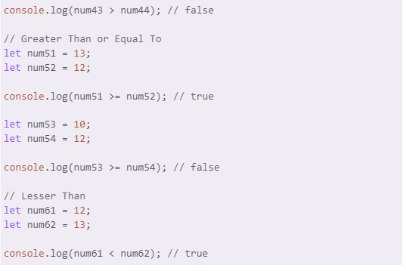 console.log(num43 > num44); // false
// Greater Than or Equal To
let num51 = 13;
let num52 = 12;
console.log(num51 >= num52); // true
let num53 = 10;
let num54 = 12;
console.log(num53 >= num54); // false
// Lesser Than
let num61 = 12;
let num62 = 13;
console.log(num61 < num62); // true